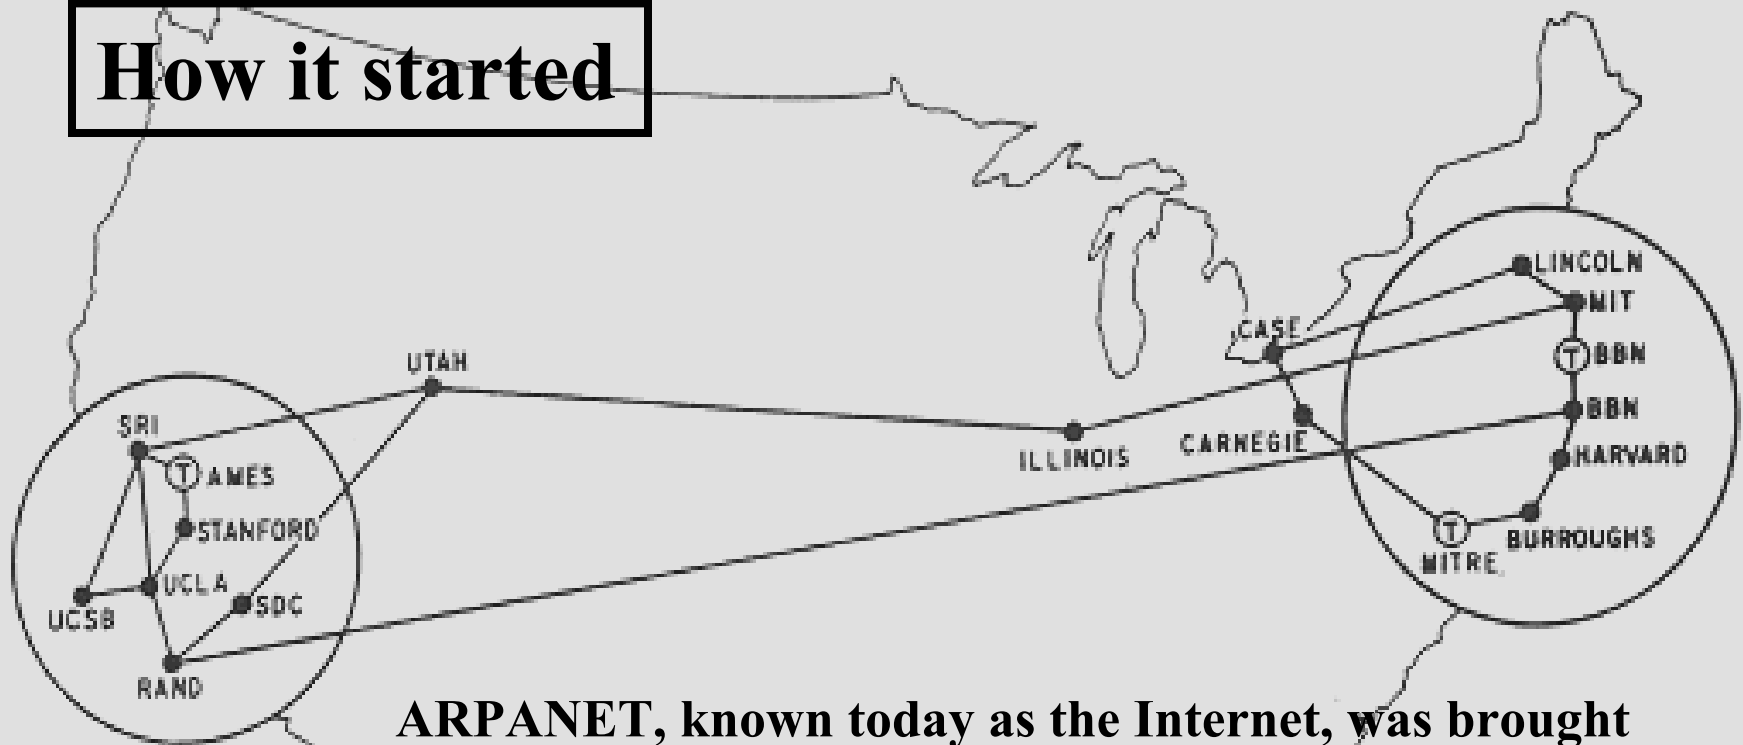 How it started
LINCOLN
MIT
CASE
T BBN
UTAH
BBN
SRI
CARNEGIE
ILLINOIS
HARVARD
T AMES
STANFORD
T
BURROUGHS
MITRE
UCLA
SDC
UCSB
RAND
ARPANET, known today as the Internet, was brought